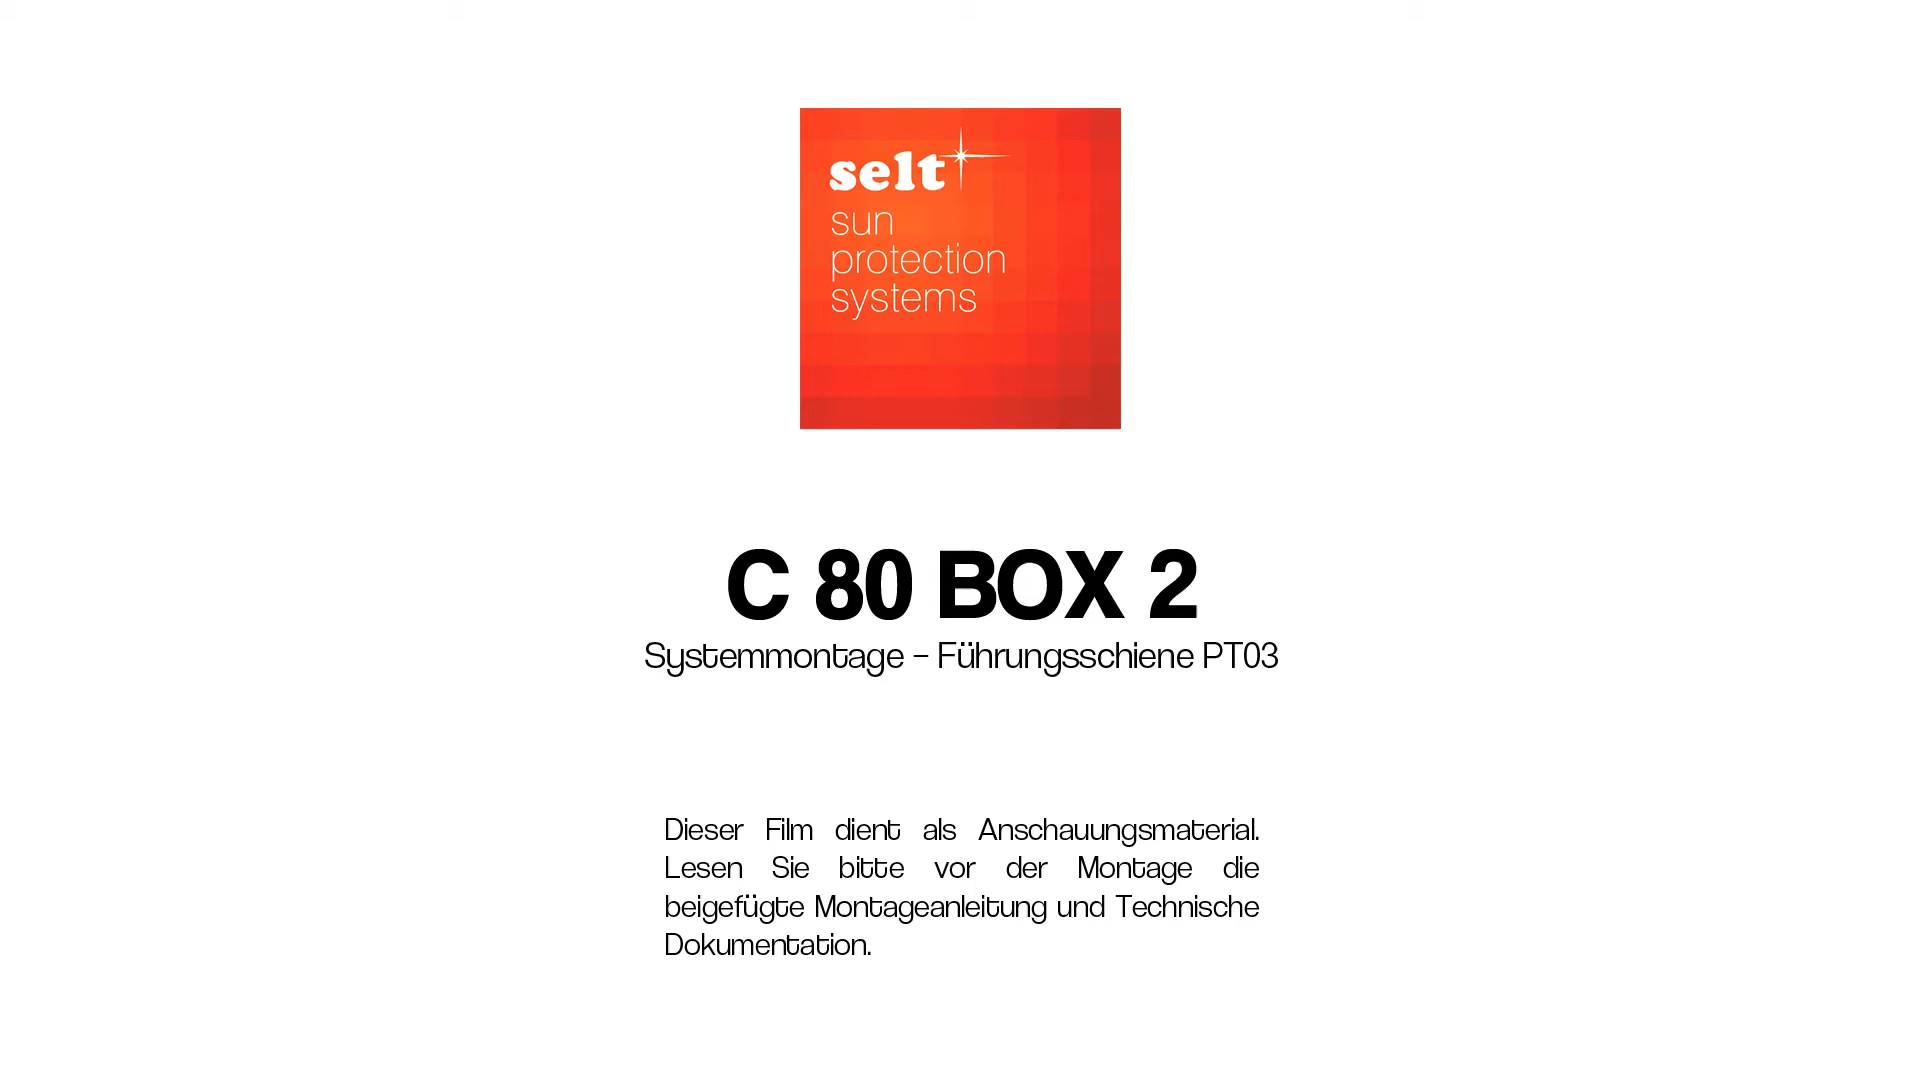 selt
sun
protection
systems
C 80 BOX 2
Systemmontage – Führungsschiene PT03
Dieser Film dient als Anschauungsmaterial.
Lesen Sie bitte vor der Montage die
beigefügte Montageanleitung und Technische
Dokumentation.